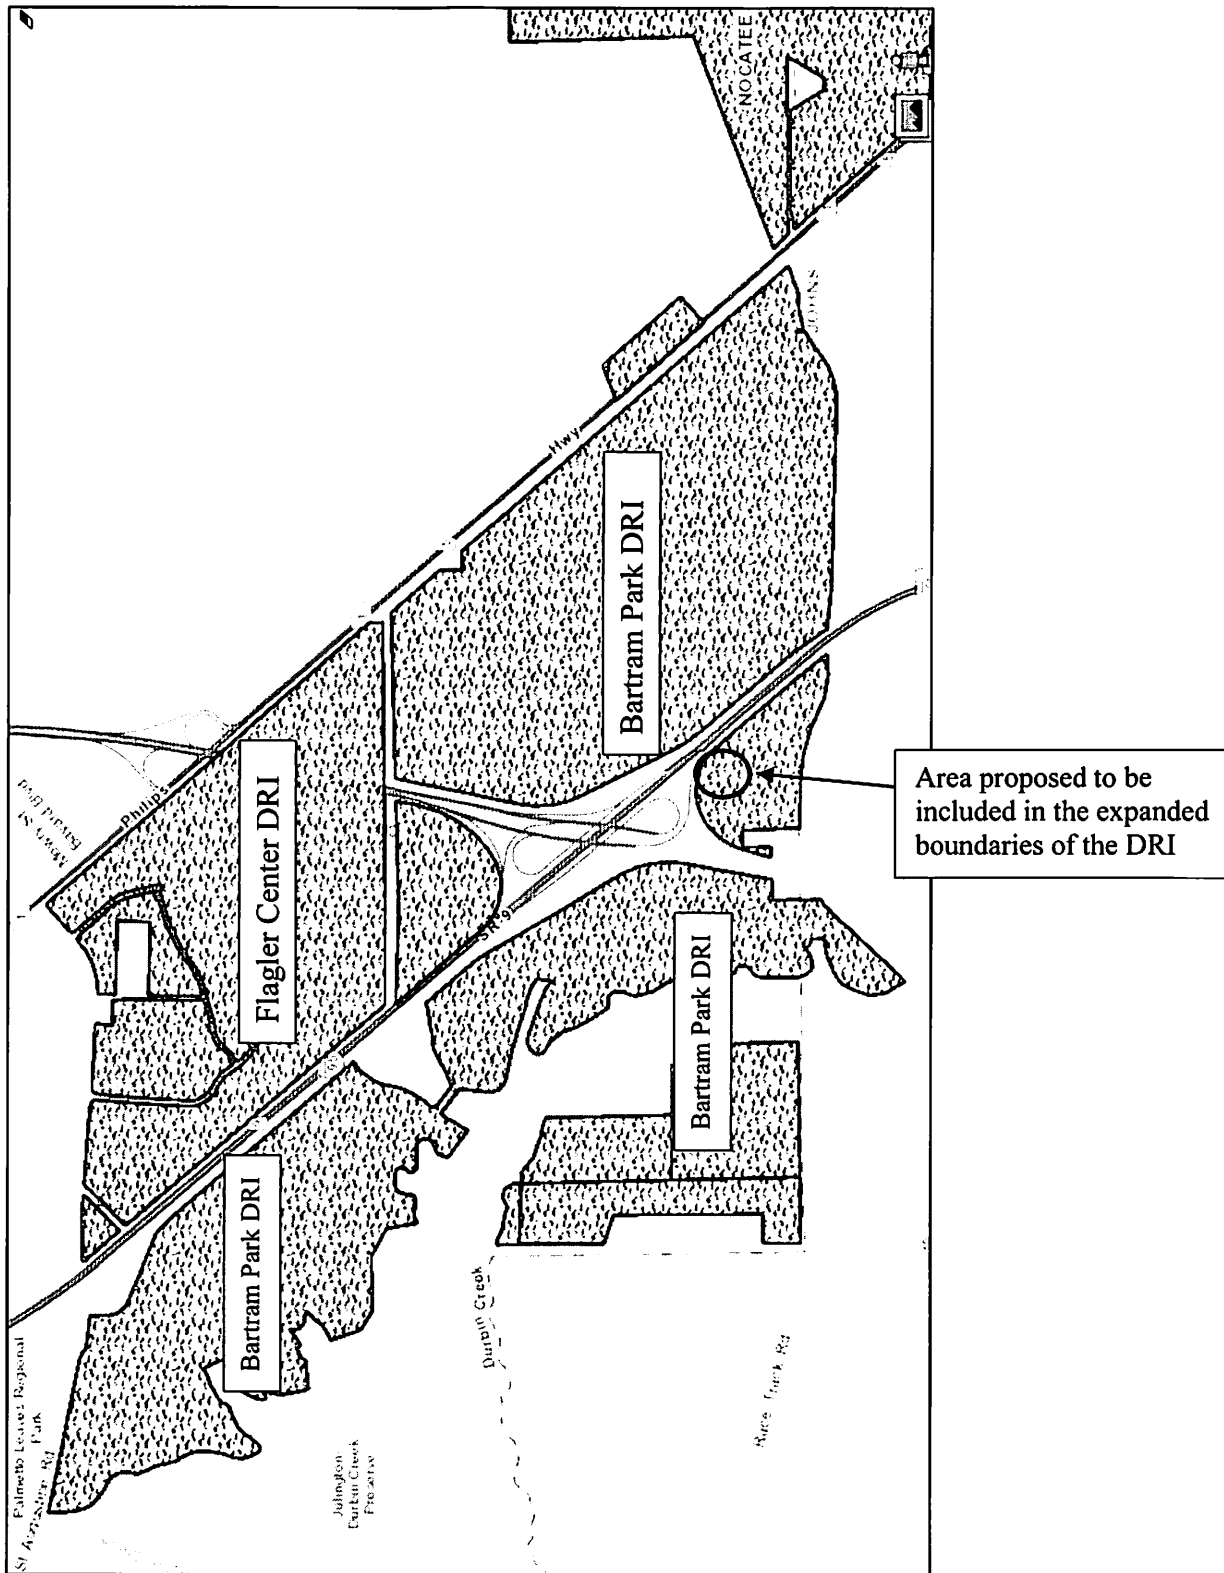 NOCATEE
JOHNS
Hwy
Bartram Park DRI
Philips
Flagler Center DRI
SR 9
Area proposed to be
included in the expanded
boundaries of the DRI
Bartram Park DRI
Bartram Park DRI
Durbin Creek
Race Track Rd
Palmetto Leaves Regional
Park
St Augustine Rd
Julington
Durbin Creek
Preserve